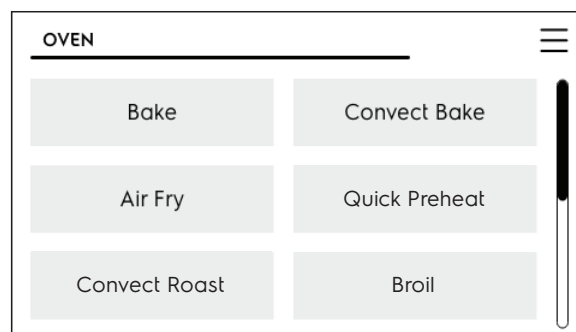 OVEN
Bake
Convect Bake
Air Fry
Quick Preheat
Convect Roast
Broil